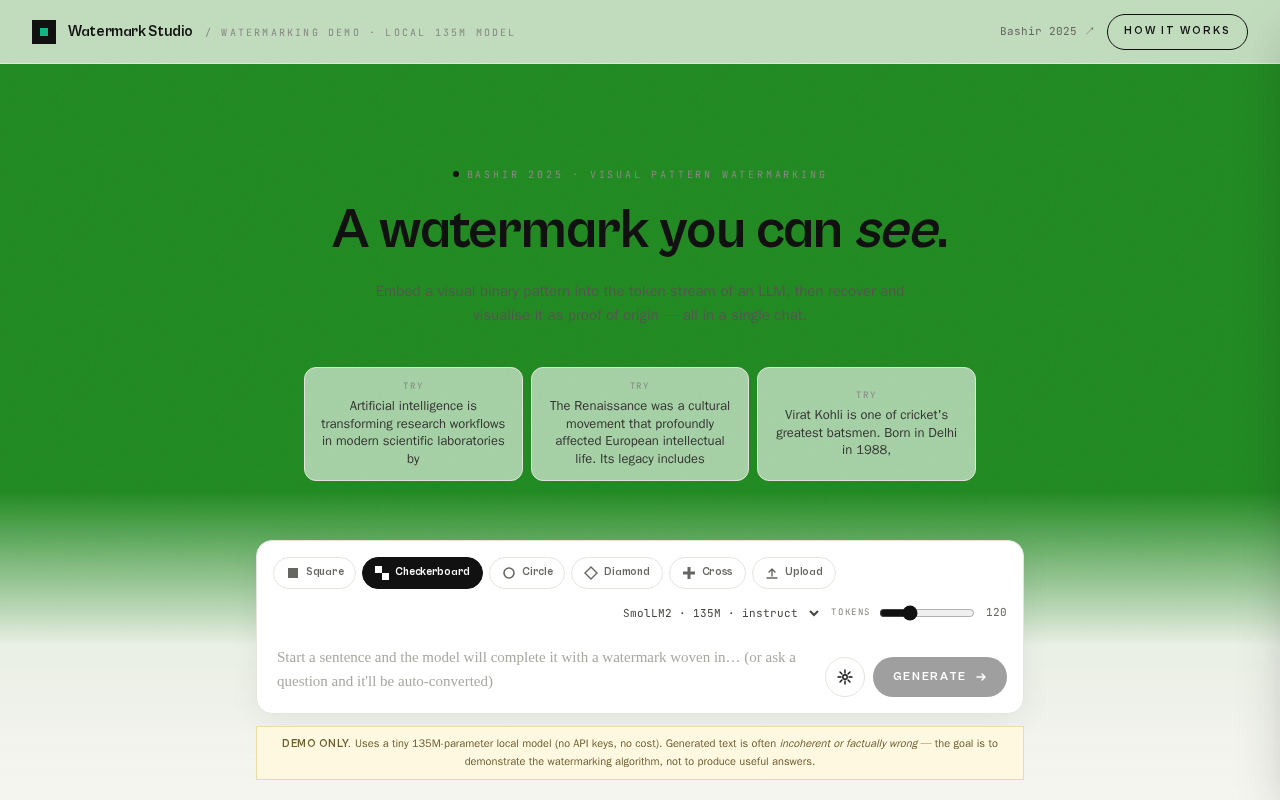 Watermark Studio / WATERMARKING DEMO · LOCAL 135M MODEL
Bashir 2025 ↗ HOW IT WORKS
BASHIR 2025 · VISUAL PATTERN WATERMARKING
A watermark you can see.
Embed a visual binary pattern into the token stream of an LLM, then recover and
visualise it as proof of origin — all in a single chat.
TRY
Artificial intelligence is
transforming research workflows
in modern scientific laboratories
by
TRY
The Renaissance was a cultural
movement that profoundly
affected European intellectual
life. Its legacy includes
TRY
Virat Kohli is one of cricket's
greatest batsmen. Born in Delhi
in 1988,
Square Checkerboard Circle Diamond Cross Upload
SmolLM2 · 135M · instruct TOKENS 120
Start a sentence and the model will complete it with a watermark woven in… (or ask a
question and it'll be auto-converted)
GENERATE →
DEMO ONLY. Uses a tiny 135M-parameter local model (no API keys, no cost). Generated text is often incoherent or factually wrong — the goal is to
demonstrate the watermarking algorithm, not to produce useful answers.